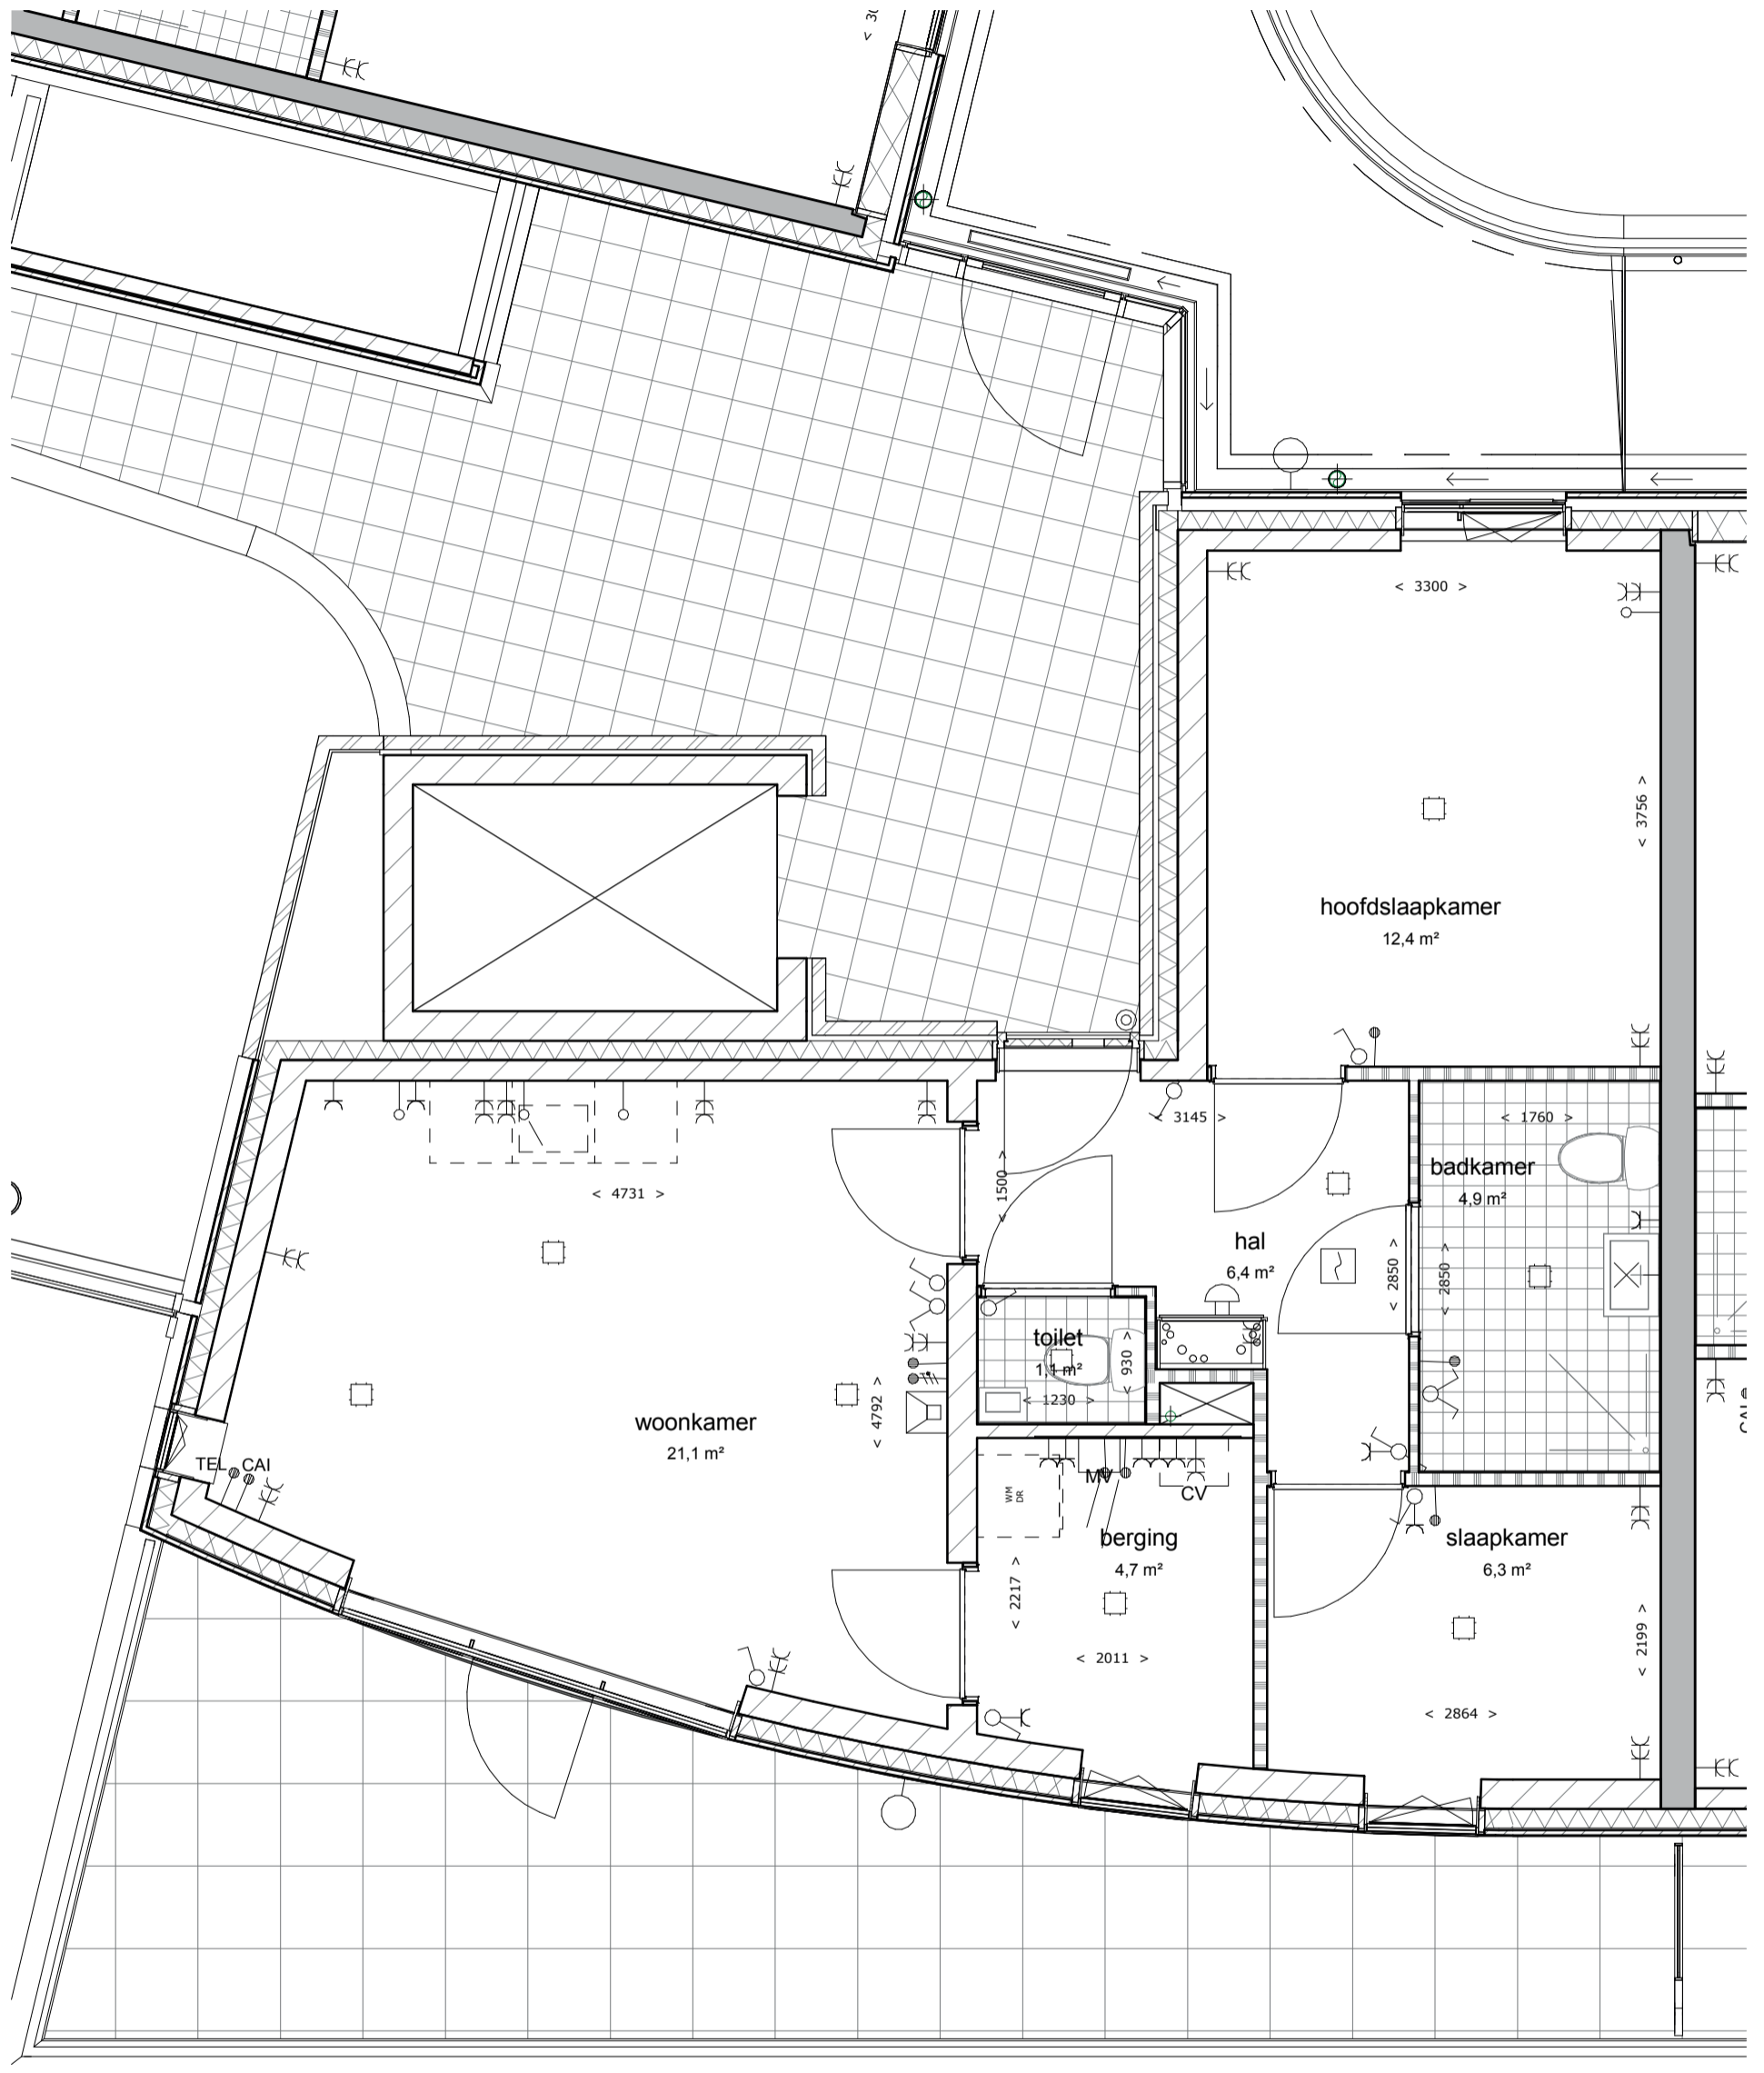 < 3300 >
< 3756 >
hoofdslaapkamer
12,4 m²
< 3145 >
< 1760 >
badkamer
4,9 m²
< 4731 >
< 1500 >
hal
6,4 m²
< 2850 >
< 2850 >
toilet
1,1 m²
< 930 >
< 1230 >
< 4792 >
woonkamer
21,1 m²
TEL CAI
MV
CV
WM
DR
berging
4,7 m²
slaapkamer
6,3 m²
< 2217 >
< 2011 >
< 2199 >
< 2864 >